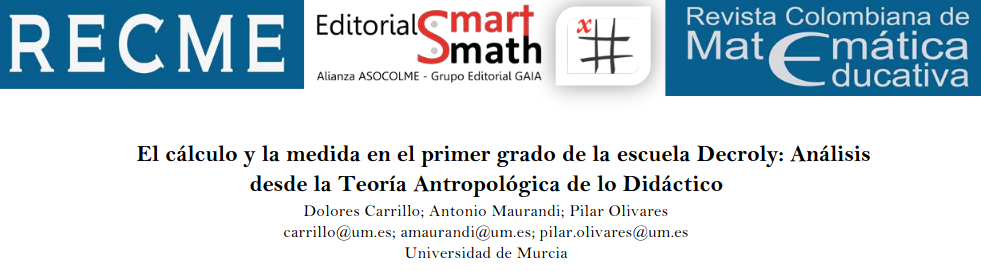 RECME
Editorial Smart
math
Alianza ASOCOLME - Grupo Editorial GAIA
x
Revista Colombiana de
Matemática
Educativa
El cálculo y la medida en el primer grado de la escuela Decroly: Análisis
desde la Teoría Antropológica de lo Didáctico
Dolores Carrillo; Antonio Maurandi; Pilar Olivares
carrillo@um.es; amaurandi@um.es; pilar.olivares@um.es
Universidad de Murcia